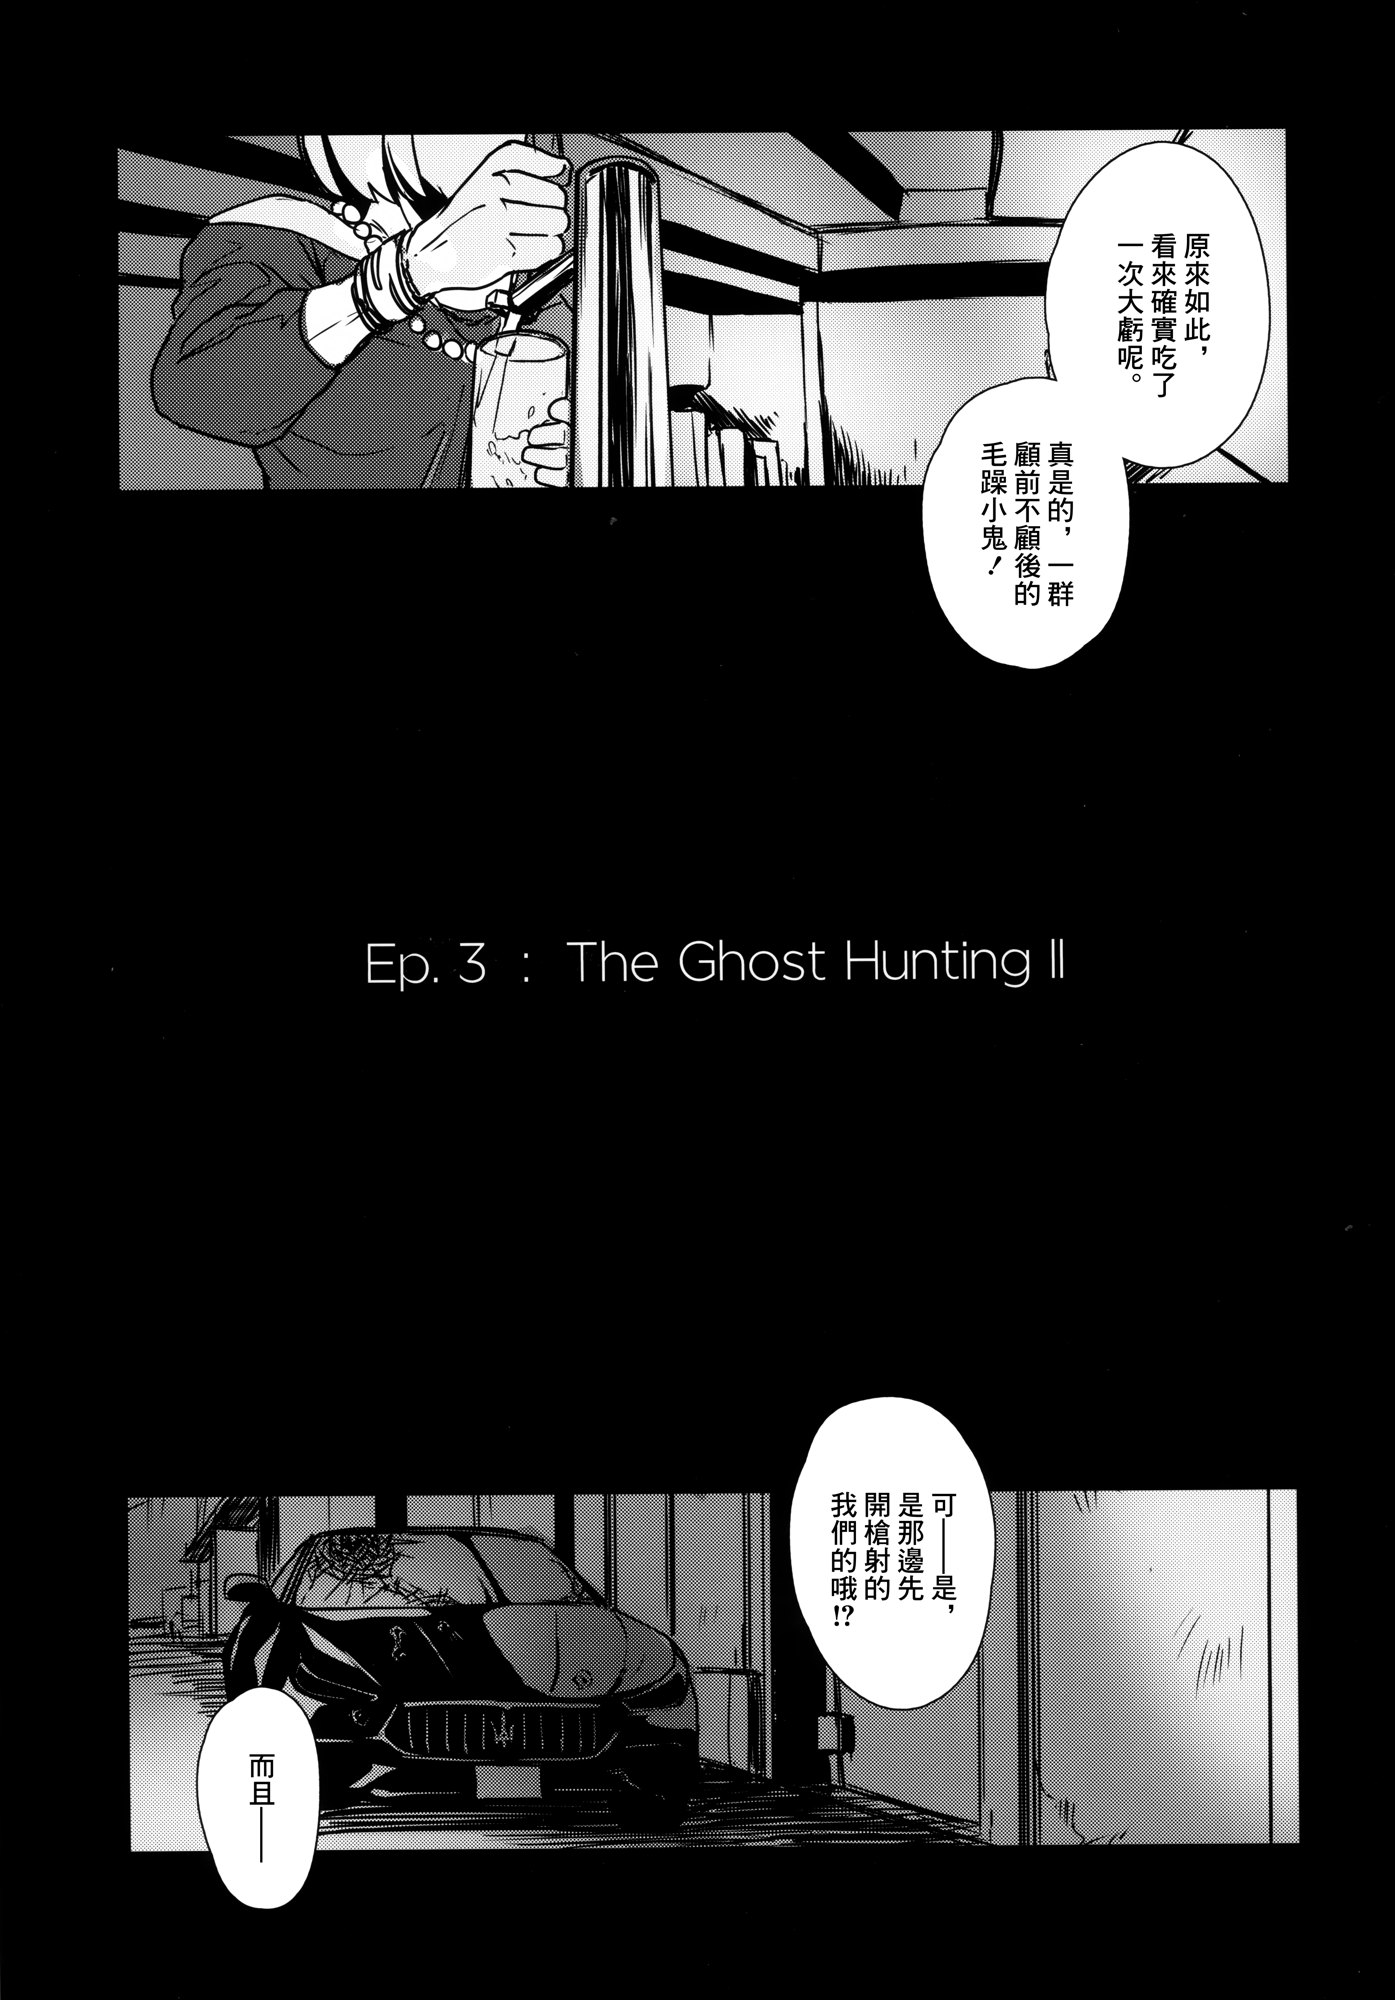 原來如此，
看來確實吃了
一次大虧呢。
真是的，一群
顧前不顧後的
毛躁小鬼！
Ep. 3 : The Ghost Hunting II
可——是，
是那邊先
開槍射的
我們的哦!?
而且——